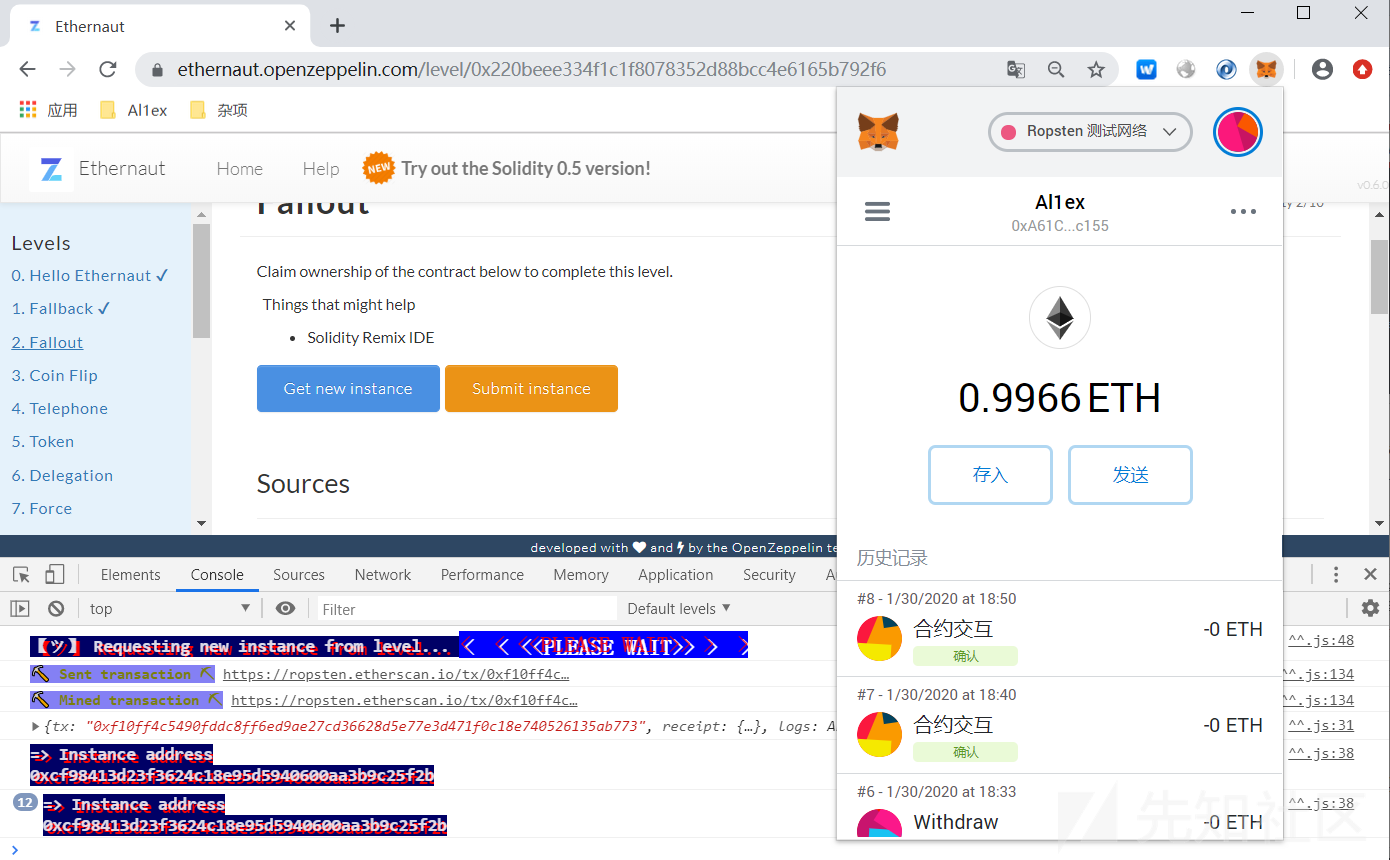 Ethernaut
ethernaut.openzeppelin.com/level/0x220beee334f1c1f8078352d88bcc4e6165b792f6
应用
Al1ex
杂项
Ethernaut
Home
Help
NEW
Try out the Solidity 0.5 version!
v0.6.0
Levels
0. Hello Ethernaut ✓
1. Fallback ✓
2. Fallout
3. Coin Flip
4. Telephone
5. Token
6. Delegation
7. Force
Fallout
Claim ownership of the contract below to complete this level.
Things that might help
• Solidity Remix IDE
Get new instance
Submit instance
Sources
developed with and by the OpenZeppelin te
Ropsten 测试网络
Al1ex
0xA61C...c155
0.9966 ETH
存入
发送
历史记录
#8 - 1/30/2020 at 18:50
合约交互
-0 ETH
确认
#7 - 1/30/2020 at 18:40
合约交互
-0 ETH
确认
#6 - 1/30/2020 at 18:33
Withdraw
-0 ETH
Elements
Console
Sources
Network
Performance
Memory
Application
Security
top
Filter
Default levels ▼
【ツ】 Requesting new instance from level... < < <<PLEASE WAIT>> > >
^^.js:48
Sent transaction https://ropsten.etherscan.io/tx/0xf10ff4c…
^^.js:134
Mined transaction https://ropsten.etherscan.io/tx/0xf10ff4c…
^^.js:134
{tx: "0xf10ff4c5490fddc8ff6ed9ae27cd36628d5e77e3d471f0c18e740526135ab773", receipt: {…}, logs: A
^^.js:31
=> Instance address
0xcf98413d23f3624c18e95d5940600aa3b9c25f2b
^^.js:38
12
=> Instance address
0xcf98413d23f3624c18e95d5940600aa3b9c25f2b
^^.js:38
先知社区